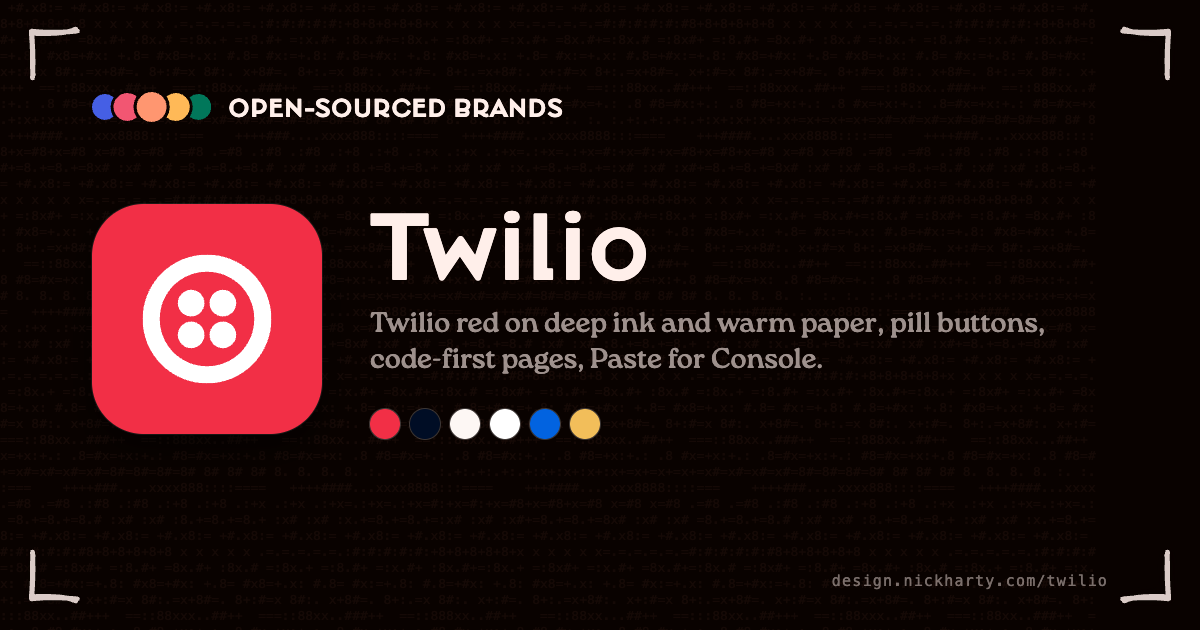 OPEN-SOURCED BRANDS
Twilio
Twilio red on deep ink and warm paper, pill buttons,
code-first pages, Paste for Console.
design.nickharty.com/twilio